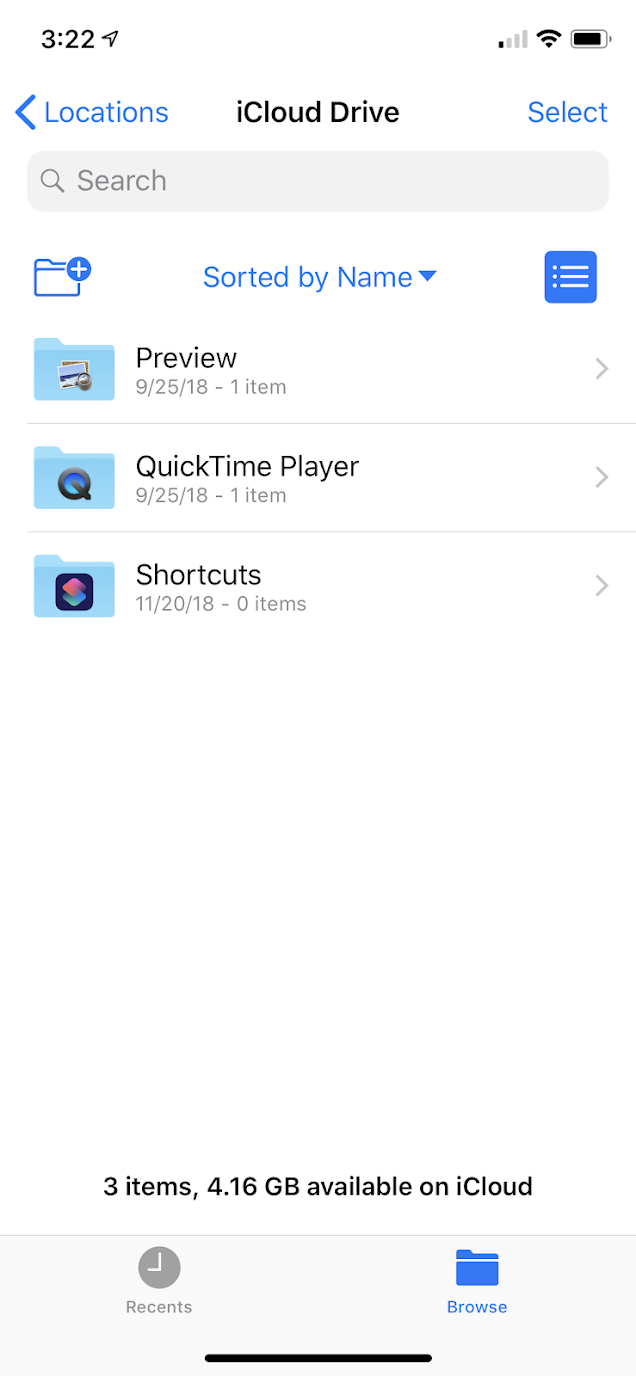 3:22
Locations
iCloud Drive
Select
Search
Sorted by Name
Preview
9/25/18 - 1 item
QuickTime Player
9/25/18 - 1 item
Shortcuts
11/20/18 - 0 items
3 items, 4.16 GB available on iCloud
Recents
Browse